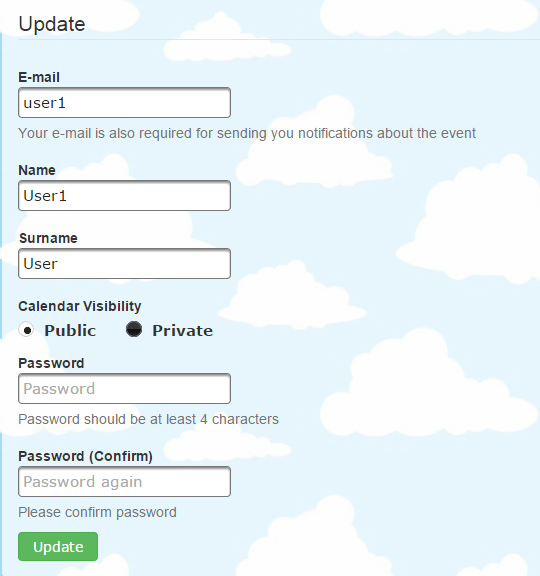 Update
E-mail
user1
Your e-mail is also required for sending you notifications about the event
Name
User1
Surname
User
Calendar Visibility
Public Private
Password
Password
Password should be at least 4 characters
Password (Confirm)
Password again
Please confirm password
Update